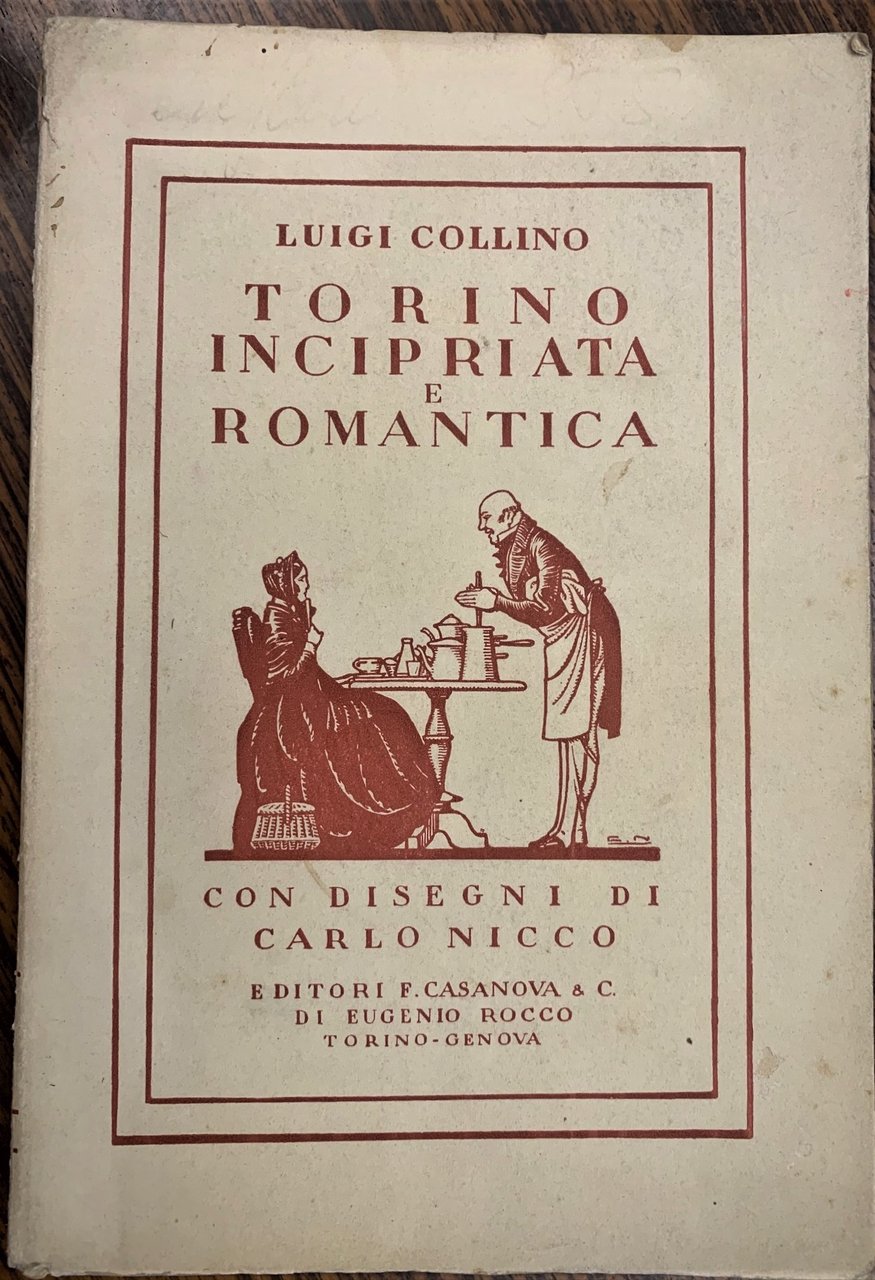 LUIGI COLLINO
TORINO
INCIPRIATA
E
ROMANTICA
CON DISEGNI DI
CARLO NICCO
EDITORI F. CASANOVA & C.
DI EUGENIO ROCCO
TORINO-GENOVA